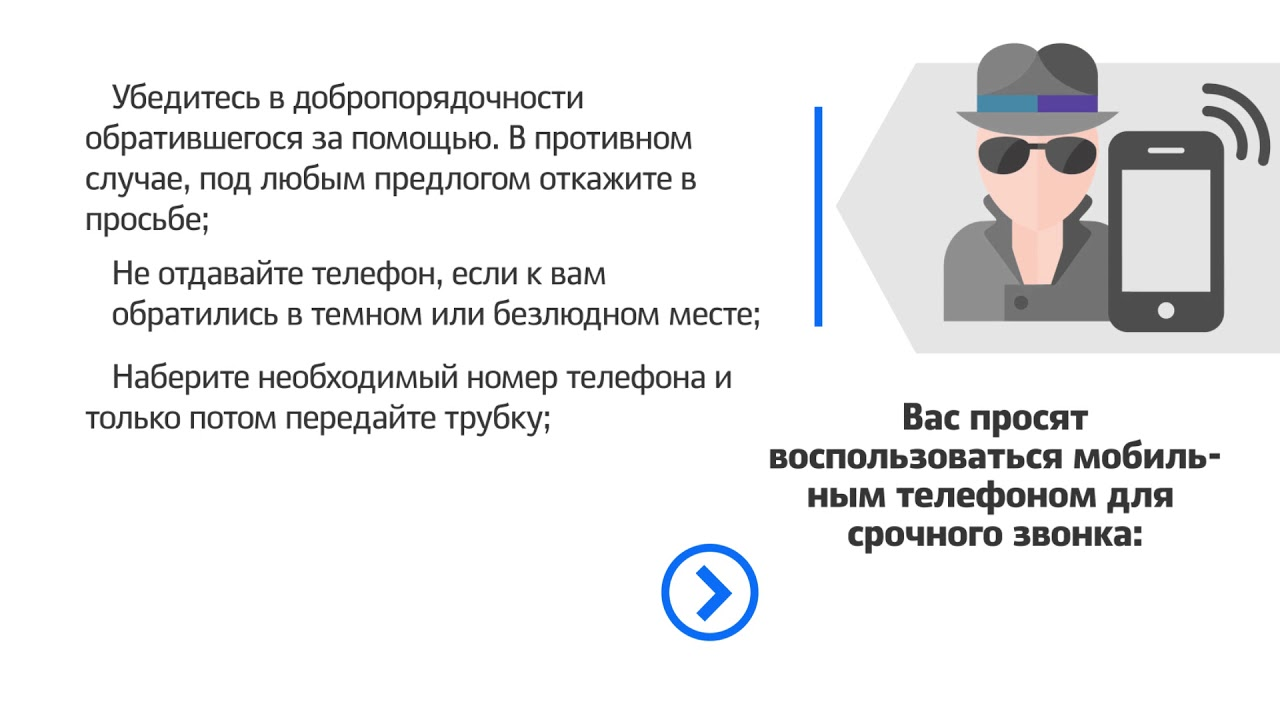 Убедитесь в добропорядочности
обратившегося за помощью. В противном
случае, под любым предлогом откажите в
просьбе;
Не отдавайте телефон, если к вам
обратились в темном или безлюдном месте;
Наберите необходимый номер телефона и
только потом передайте трубку;
Вас просят
воспользоваться мобиль-
ным телефоном для
срочного звонка: